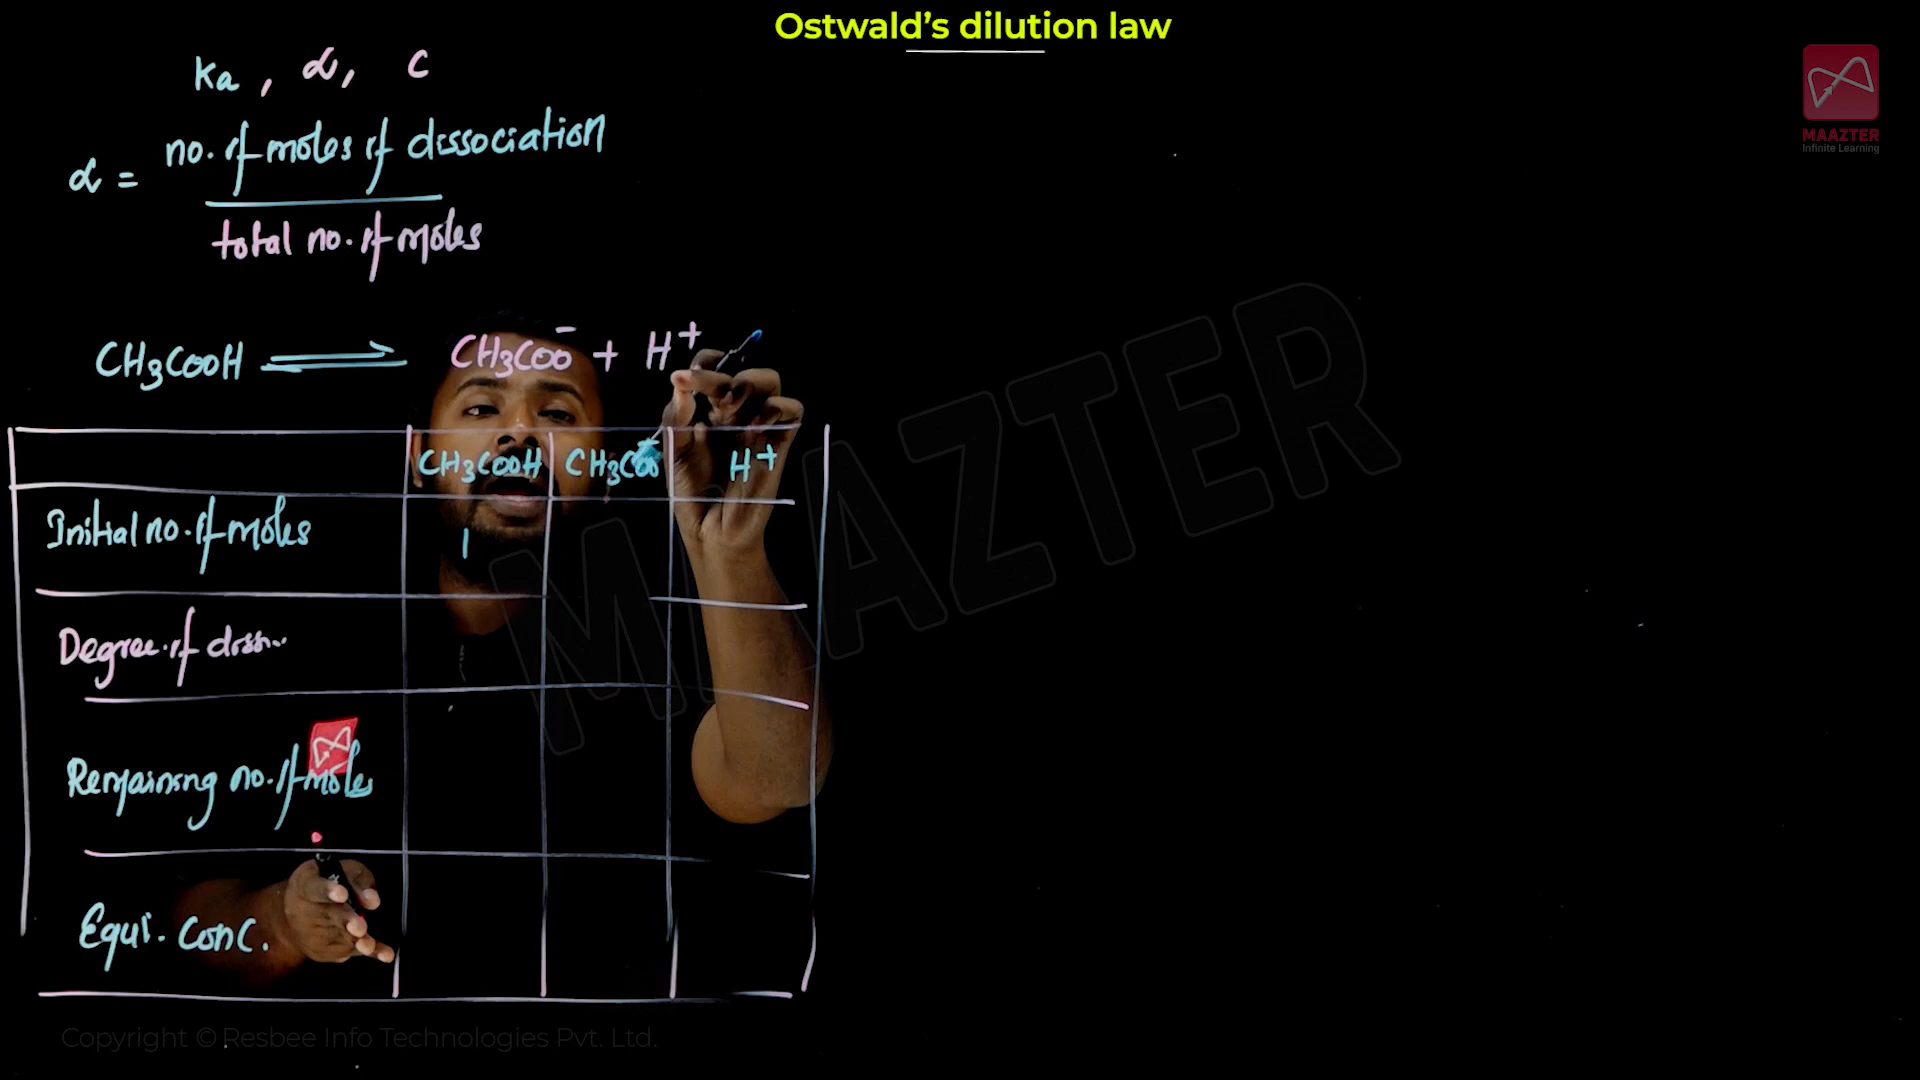 Ostwald's dilution law
Ka, α, C
α = no. of moles of dissociation
total no. of moles
CH3COOH ⇌ CH3COO⁻ + H⁺
CH3COOH CH3COO⁻ H⁺
Initial no. of moles 1
Degree of disso..
Remaining no. of moles
Equi. Conc.
MAAZTER
Infinite Learning
MAAZTER
Copyright © Resbee Info Technologies Pvt. Ltd.